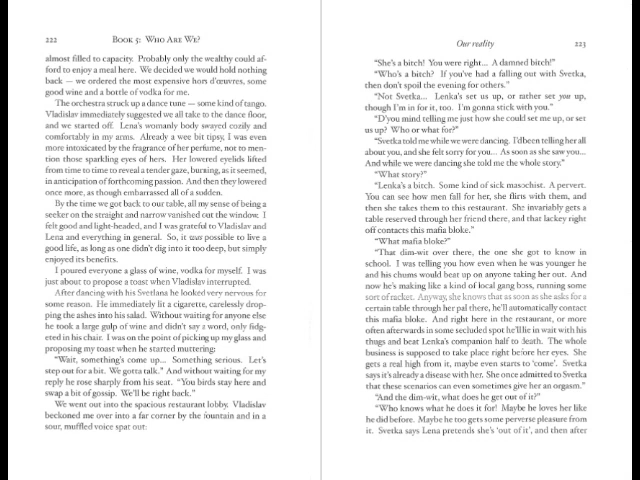 222 Book 5: Who Are We?
almost filled to capacity. Probably only the wealthy could af-
ford to enjoy a meal here. We decided we would hold nothing
back — we ordered the most expensive hors d'œuvres, some
good wine and a bottle of vodka for me.
The orchestra struck up a dance tune — some kind of tango.
Vladislav immediately suggested we all take to the dance floor,
and we started off. Lena's womanly body swayed cozily and
comfortably in my arms. Already a wee bit tipsy, I was even
more intoxicated by the fragrance of her perfume, not to men-
tion those sparkling eyes of hers. Her lowered eyelids lifted
from time to time to reveal a tender gaze, burning, as it seemed,
in anticipation of forthcoming passion. And then they lowered
once more, as though embarrassed all of a sudden.
By the time we got back to our table, all my sense of being a
seeker on the straight and narrow vanished out the window. I
felt good and light-headed, and I was grateful to Vladislav and
Lena and everything in general. So, it was possible to live a
good life, as long as one didn't dig into it too deep, but simply
enjoyed its benefits.
I poured everyone a glass of wine, vodka for myself. I was
just about to propose a toast when Vladislav interrupted.
After dancing with his Svetlana he looked very nervous for
some reason. He immediately lit a cigarette, carelessly drop-
ping the ashes into his salad. Without waiting for anyone else
he took a large gulp of wine and didn't say a word, only fidg-
eted in his chair. I was on the point of picking up my glass and
proposing my toast when he started muttering:
"Wait, something's come up... Something serious. Let's
step out for a bit. We gotta talk." And without waiting for my
reply he rose sharply from his seat. "You birds stay here and
swap a bit of gossip. We'll be right back."
We went out into the spacious restaurant lobby. Vladislav
beckoned me over into a far corner by the fountain and in a
sour, muffled voice spat out:
Our reality 223
"She's a bitch! You were right... A damned bitch!"
"Who's a bitch? If you've had a falling out with Svetka,
then don't spoil the evening for others."
"Not Svetka... Lenka's set us up, or rather set you up,
though I'm in for it, too. I'm gonna stick with you."
"D'you mind telling me just how she could set me up, or set
us up? Who or what for?"
"Svetka told me while we were dancing. I'd been telling her all
about you, and she felt sorry for you... As soon as she saw you...
And while we were dancing she told me the whole story."
"What story?"
"Lenka's a bitch. Some kind of sick masochist. A pervert.
You can see how men fall for her, she flirts with them, and
then she takes them to this restaurant. She invariably gets a
table reserved through her friend there, and that lackey right
off contacts this mafia bloke."
"What mafia bloke?"
"That dim-wit over there, the one she got to know in
school. I was telling you how even when he was younger he
and his chums would beat up on anyone taking her out. And
now he's making like a kind of local gang boss, running some
sort of racket. Anyway, she knows that as soon as she asks for a
certain table through her pal there, he'll automatically contact
this mafia bloke. And right here in the restaurant, or more
often afterwards in some secluded spot he'll lie in wait with his
thugs and beat Lenka's companion half to death. The whole
business is supposed to take place right before her eyes. She
gets a real high from it, maybe even starts to 'come'. Svetka
says it's already a disease with her. She once admitted to Svetka
that these scenarios can even sometimes give her an orgasm."
"And the dim-wit, what does he get out of it?"
"Who knows what he does it for! Maybe he loves her like
he did before. Maybe he too gets some perverse pleasure from
it. Svetka says Lena pretends she's 'out of it', and then after